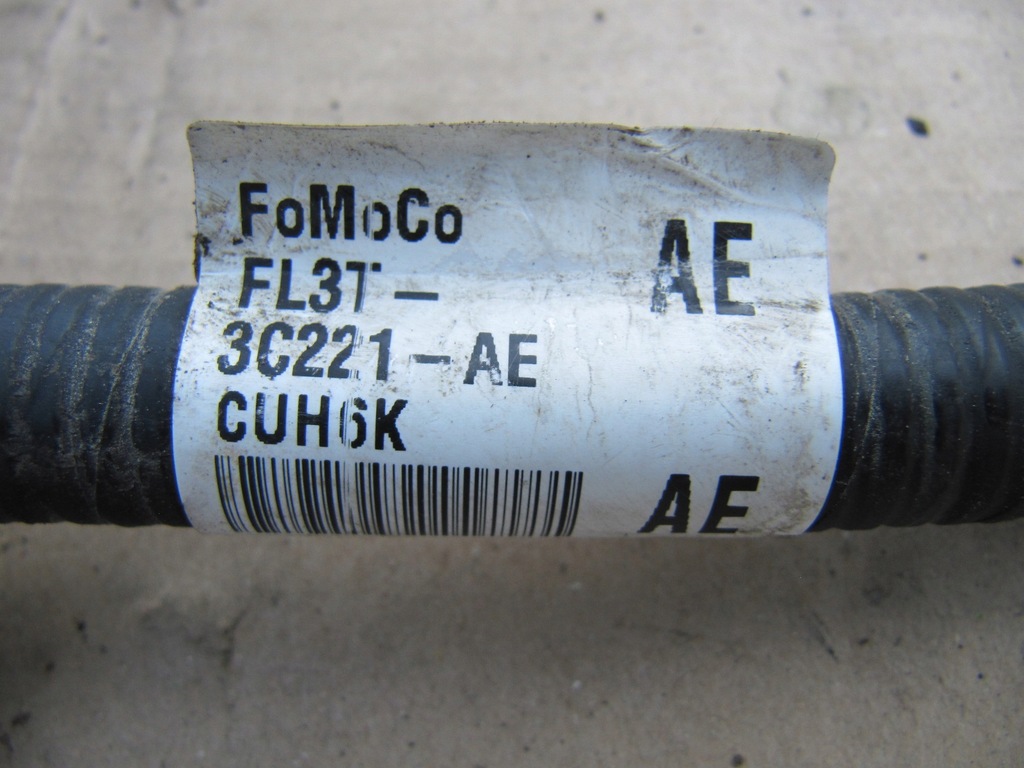 FoMoCo
AE
FL3T-
3C221-AE
CUH6K
AE